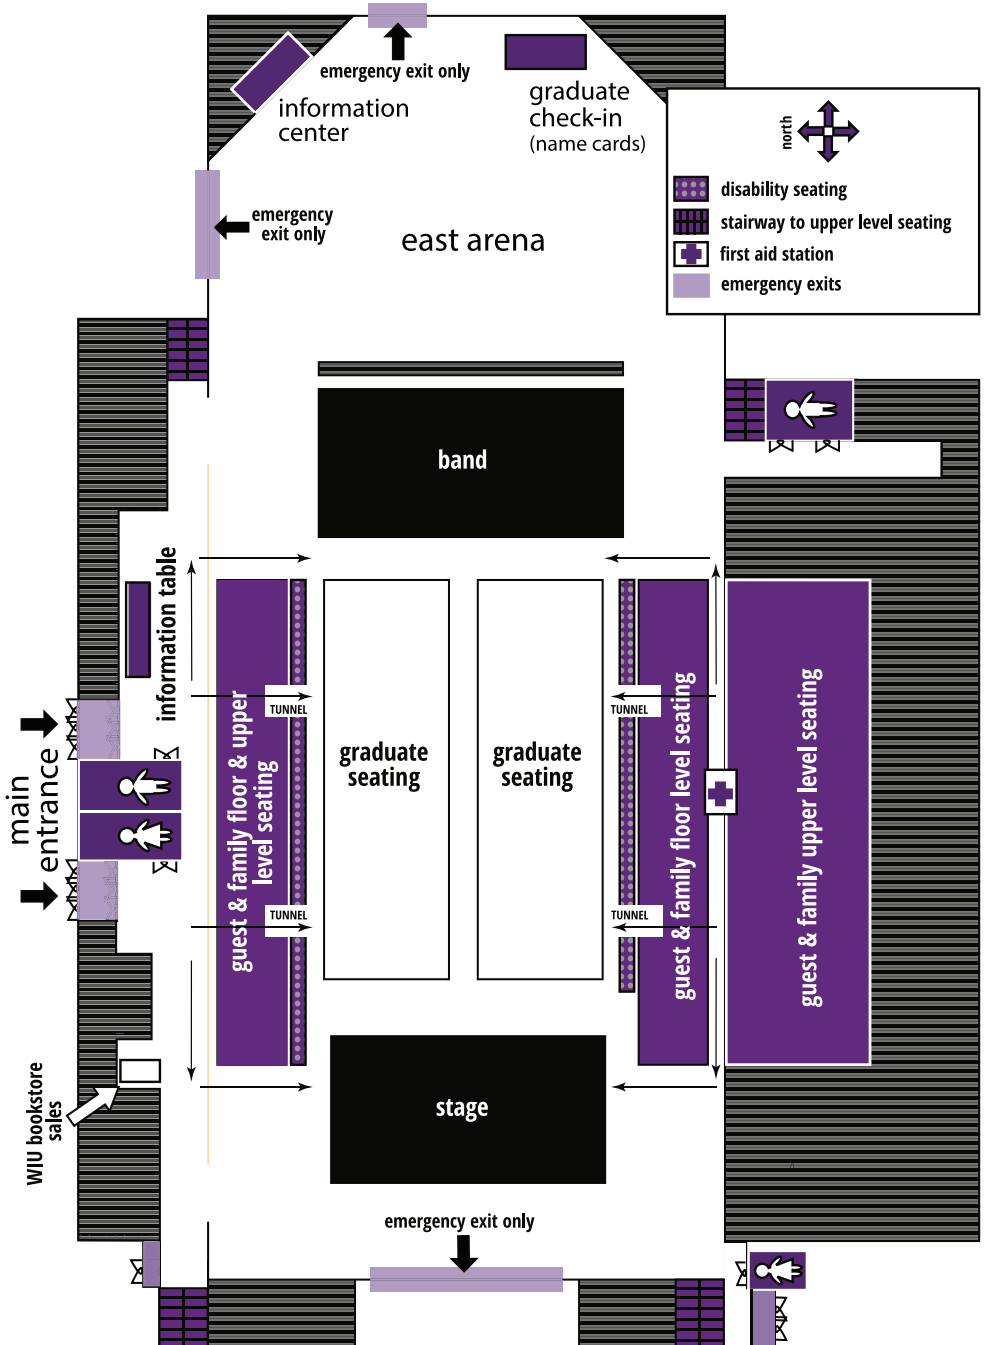 emergency exit only
information
center
graduate
check-in
(name cards)
north
disability seating
stairway to upper level seating
first aid station
emergency exits
emergency
exit only
east arena
band
information table
main
entrance
guest & family floor & upper
level seating
TUNNEL
TUNNEL
graduate
seating
graduate
seating
TUNNEL
TUNNEL
guest & family floor level seating
guest & family upper level seating
WIU bookstore
sales
stage
emergency exit only